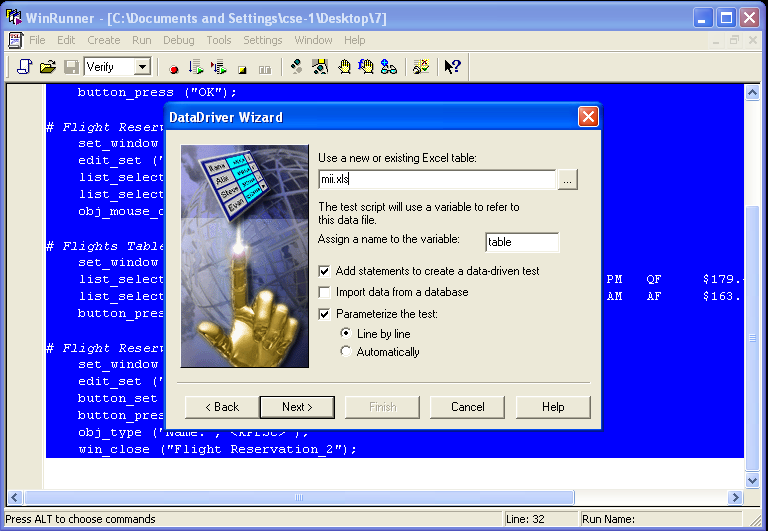 WinRunner - [C:\Documents and Settings\cse-1\Desktop\7]
File Edit Create Run Debug Tools Settings Window Help
Verify
button_press ("OK");
# Flight Reserv
set_window
edit_set ("
list_select
list_select
obj_mouse_c
# Flights Table
set_window
list_select PM QF $179.
list_select AM AF $163.
button_pres
# Flight Reserv
set_window
edit_set ("
button_set
button_pres
obj_type ("Name:", <kPrSc>");
win_close ("Flight Reservation_2");
DataDriver Wizard
Name
Alix
Steve
Evan
Use a new or existing Excel table:
mii.xls
...
The test script will use a variable to refer to
this data file.
Assign a name to the variable: table
Add statements to create a data-driven test
Import data from a database
Parameterize the test:
Line by line
Automatically
< Back Next > Finish Cancel Help
Press ALT to choose commands Line: 32 Run Name: